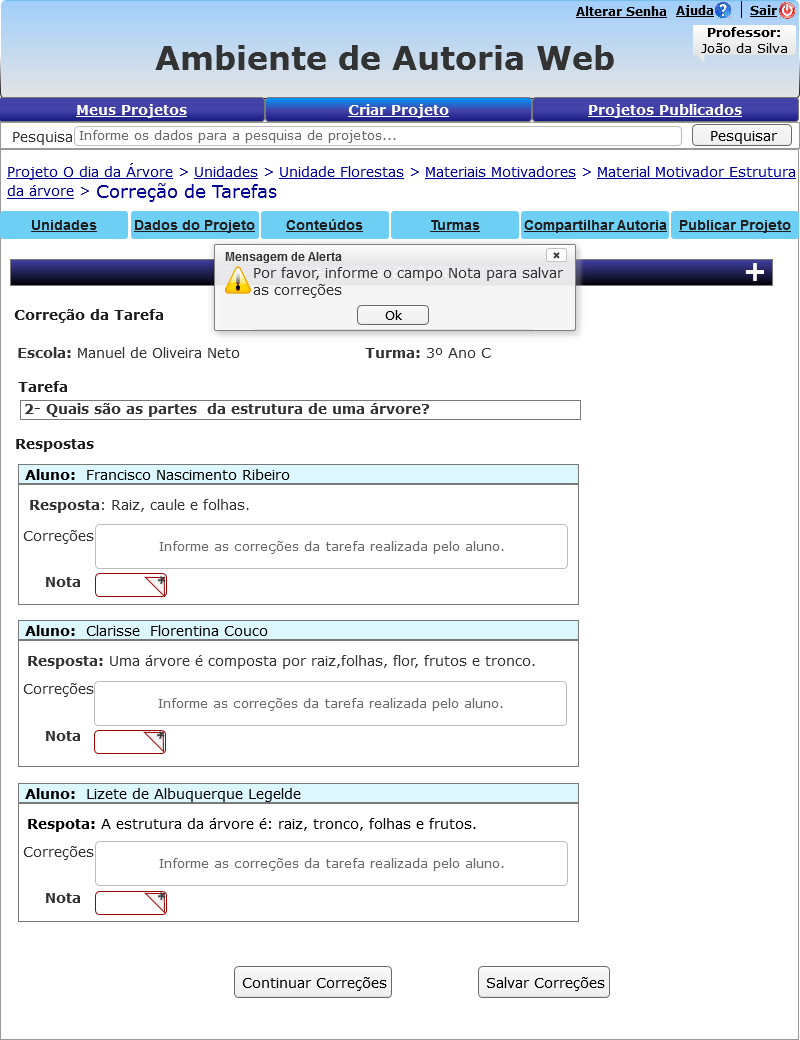 Alterar Senha Ajuda ? Sair
Professor:
João da Silva
Ambiente de Autoria Web
Meus Projetos Criar Projeto Projetos Publicados
Pesquisa Informe os dados para a pesquisa de projetos... Pesquisar
Projeto O dia da Árvore > Unidades > Unidade Florestas > Materiais Motivadores > Material Motivador Estrutura
da árvore > Correção de Tarefas
Unidades Dados do Projeto Conteúdos Turmas Compartilhar Autoria Publicar Projeto
Mensagem de Alerta
Por favor, informe o campo Nota para salvar
as correções
Ok
Correção da Tarefa
Escola: Manuel de Oliveira Neto Turma: 3º Ano C
Tarefa
2- Quais são as partes da estrutura de uma árvore?
Respostas
Aluno: Francisco Nascimento Ribeiro
Resposta: Raiz, caule e folhas.
Correções Informe as correções da tarefa realizada pelo aluno.
Nota *
Aluno: Clarisse Florentina Couco
Resposta: Uma árvore é composta por raiz,folhas, flor, frutos e tronco.
Correções Informe as correções da tarefa realizada pelo aluno.
Nota *
Aluno: Lizete de Albuquerque Legelde
Respota: A estrutura da árvore é: raiz, tronco, folhas e frutos.
Correções Informe as correções da tarefa realizada pelo aluno.
Nota *
Continuar Correções Salvar Correções